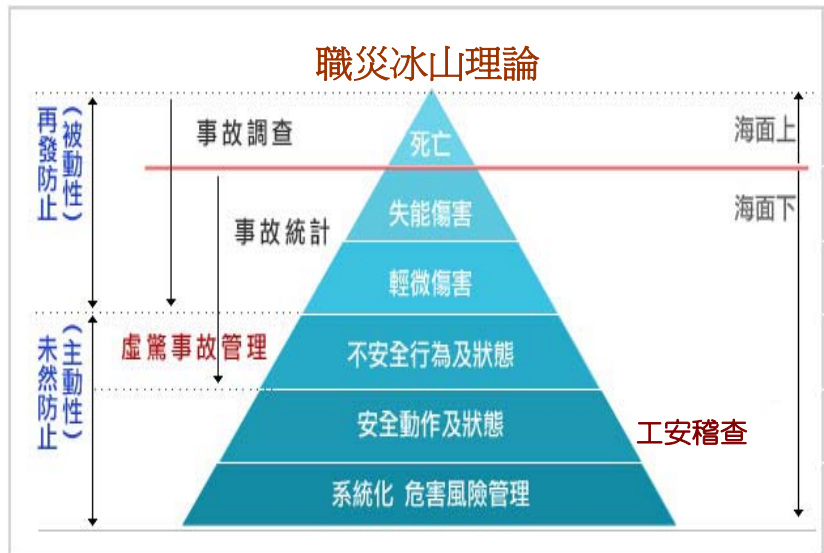 職災冰山理論
(被動性)
再發防止
事故調查
死亡
海面上
海面下
失能傷害
事故統計
輕微傷害
(主動性)
未然防止
虛驚事故管理
不安全行為及狀態
安全動作及狀態
工安稽查
系統化 危害風險管理